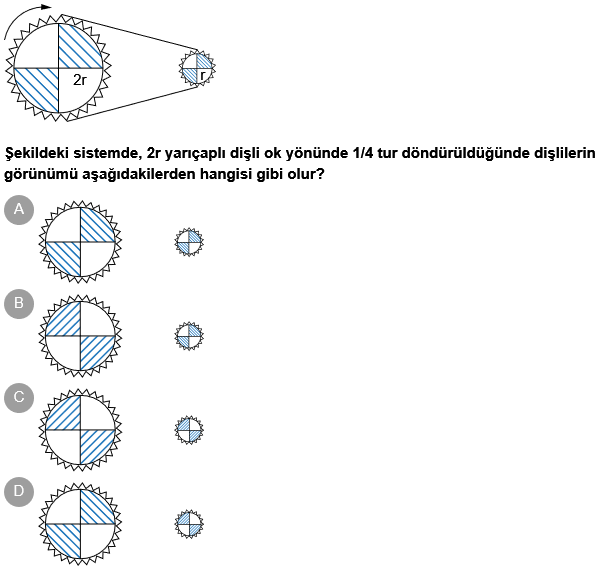 2r
r
Şekildeki sistemde, 2r yarıçaplı dişli ok yönünde 1/4 tur döndürüldüğünde dişlilerin
görünümü aşağıdakilerden hangisi gibi olur?
A
B
C
D